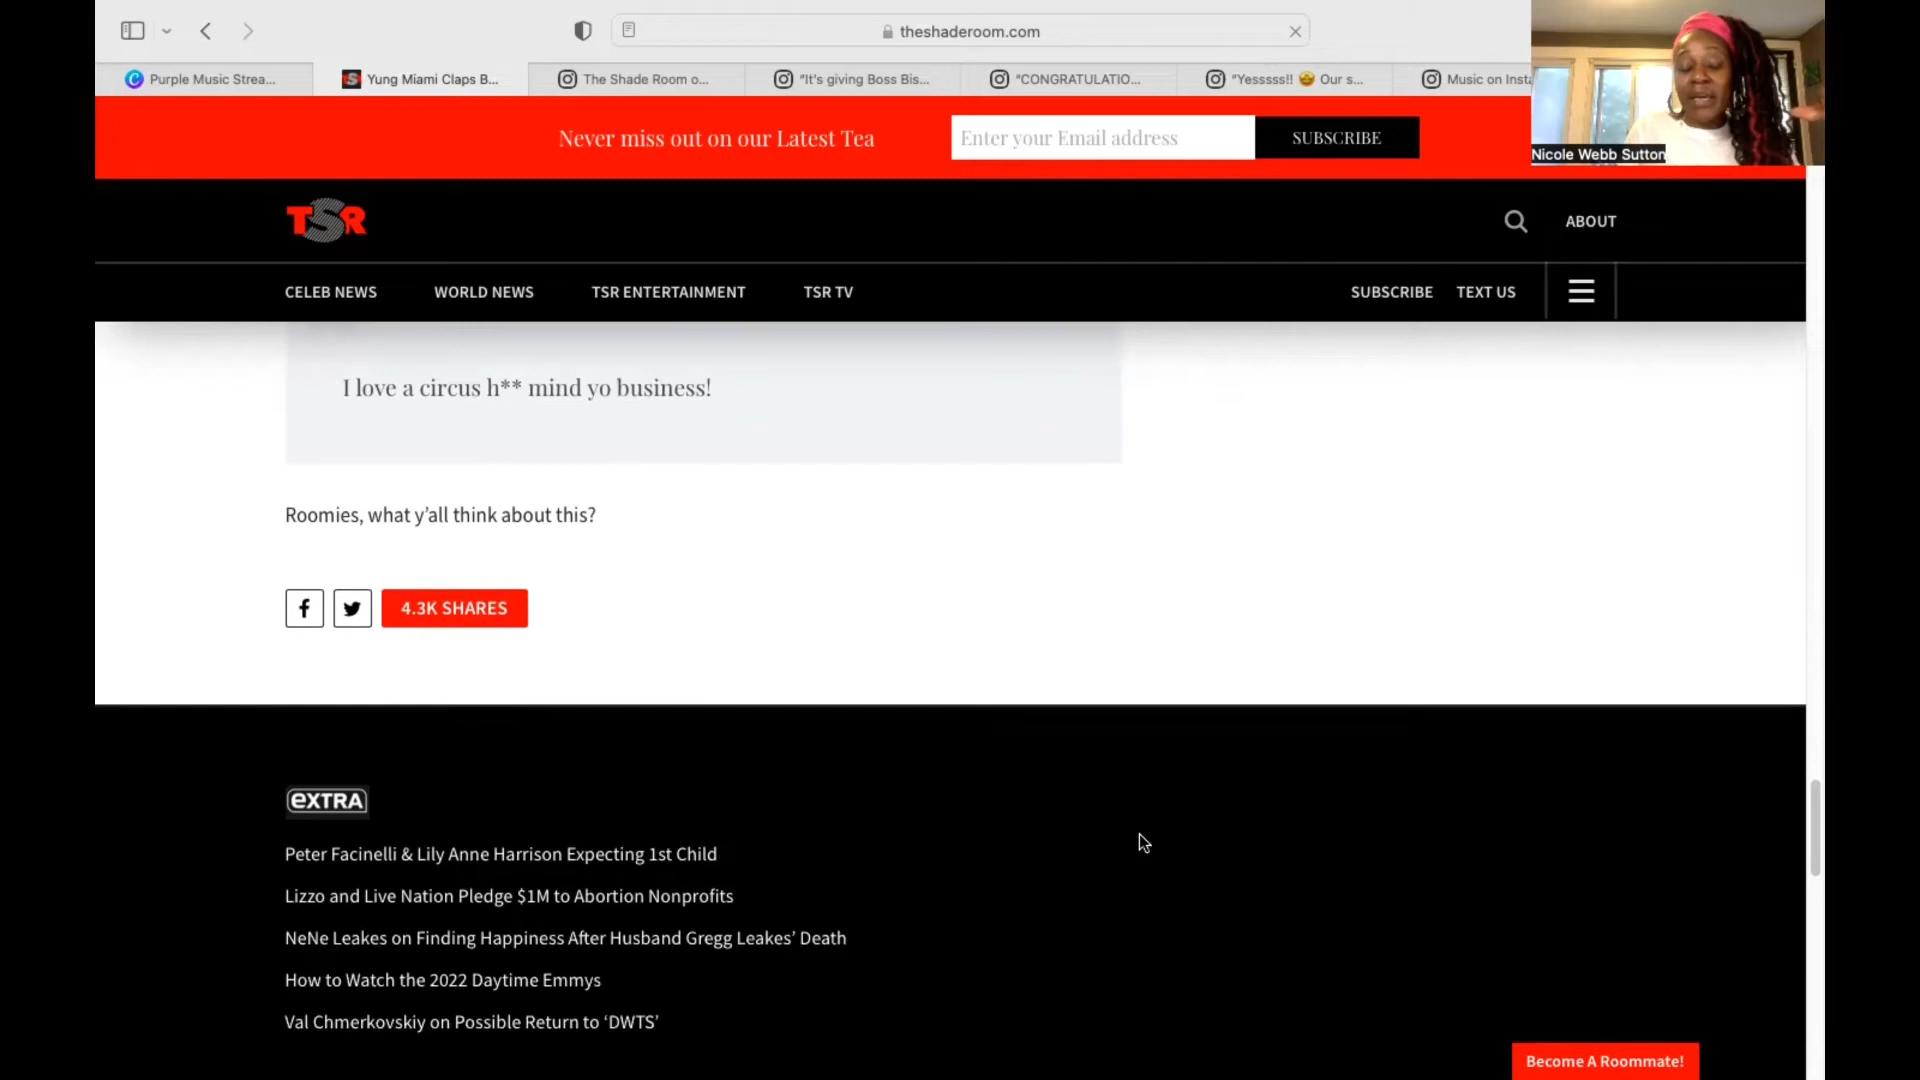 theshaderoom.com
Purple Music Strea...
Yung Miami Claps B...
The Shade Room o...
"It's giving Boss Bis...
"CONGRATULATIO...
"Yesssss!! 🤩 Our s...
Music on Insta
Nicole Webb Sutton
Never miss out on our Latest Tea
Enter your Email address
SUBSCRIBE
TSR
ABOUT
CELEB NEWS
WORLD NEWS
TSR ENTERTAINMENT
TSR TV
SUBSCRIBE
TEXT US
I love a circus h** mind yo business!
Roomies, what y'all think about this?
4.3K SHARES
eXTRA
Peter Facinelli & Lily Anne Harrison Expecting 1st Child
Lizzo and Live Nation Pledge $1M to Abortion Nonprofits
NeNe Leakes on Finding Happiness After Husband Gregg Leakes' Death
How to Watch the 2022 Daytime Emmys
Val Chmerkovskiy on Possible Return to 'DWTS'
Become A Roommate!